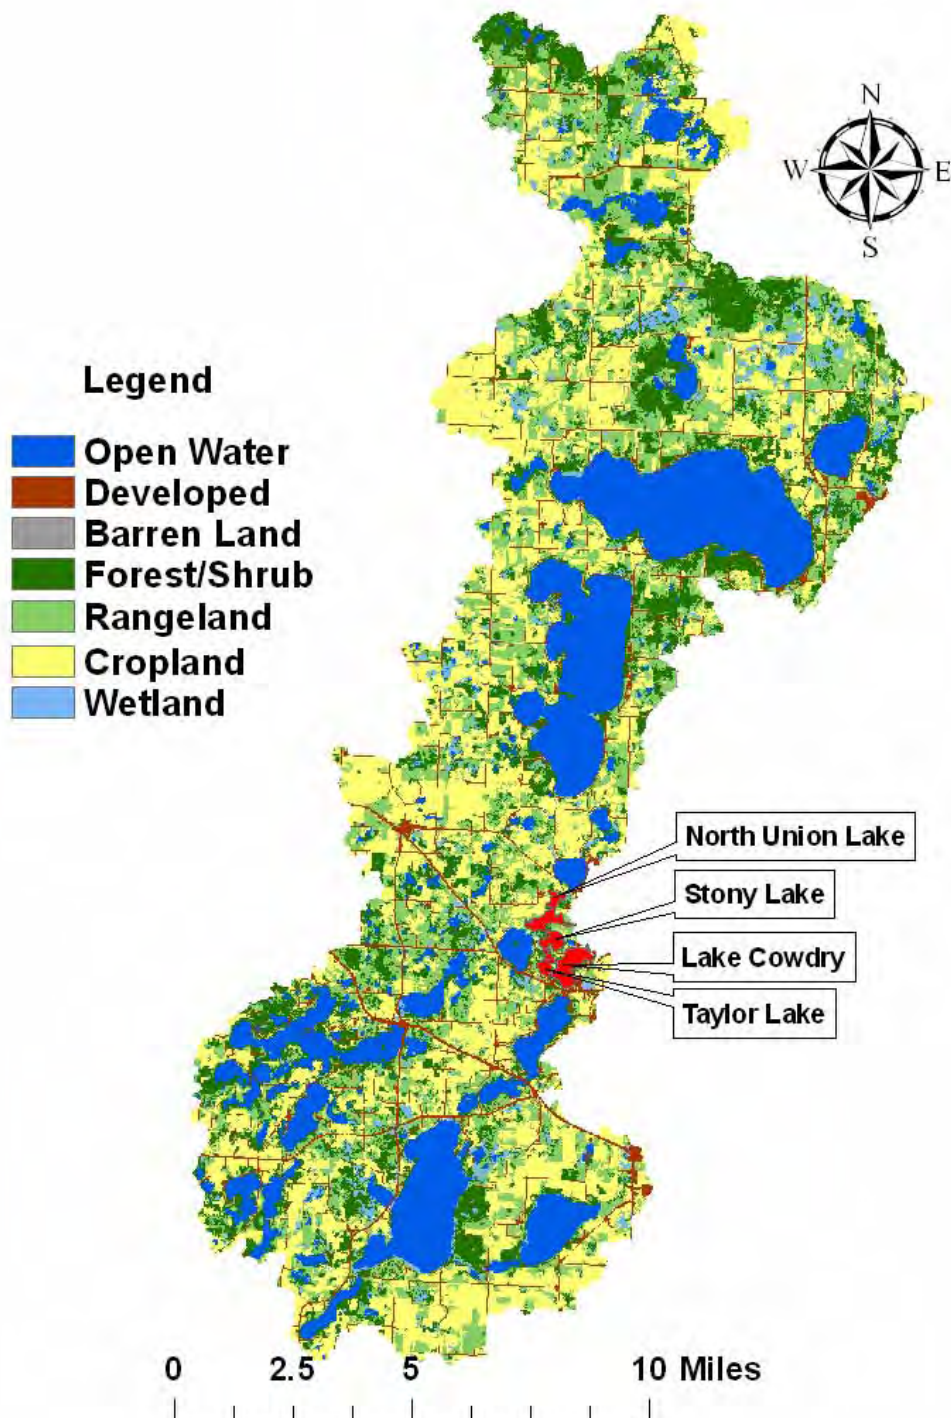 N
W E
S
Legend
Open Water
Developed
Barren Land
Forest/Shrub
Rangeland
Cropland
Wetland
North Union Lake
Stony Lake
Lake Cowdry
Taylor Lake
0 2.5 5 10 Miles